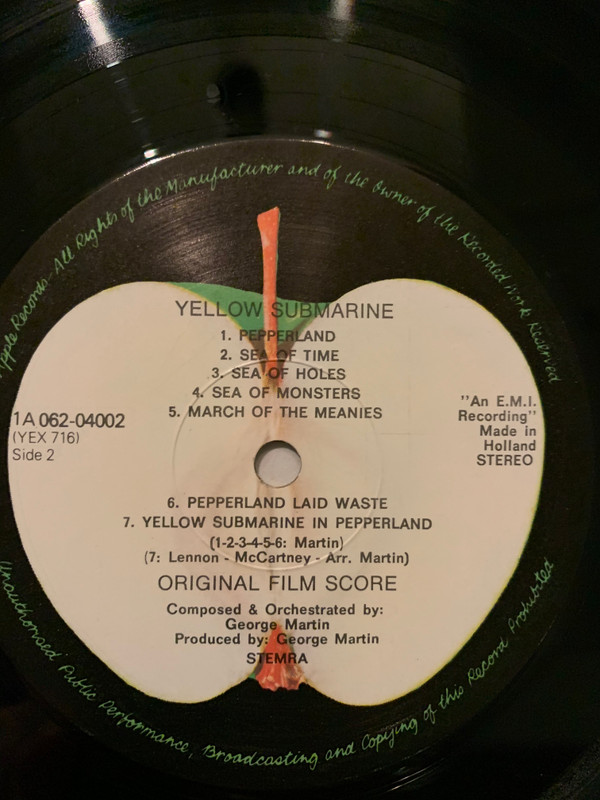 Apple Records-All Rights of the Manufacturer and of the Owner of the Recorded Work Reserved
YELLOW SUBMARINE
1. PEPPERLAND
2. SEA OF TIME
3. SEA OF HOLES
4. SEA OF MONSTERS
5. MARCH OF THE MEANIES
1A 062-04002
(YEX 716)
Side 2
"An E.M.I.
Recording"
Made in
Holland
STEREO
6. PEPPERLAND LAID WASTE
7. YELLOW SUBMARINE IN PEPPERLAND
(1-2-3-4-5-6: Martin)
(7: Lennon - McCartney - Arr. Martin)
ORIGINAL FILM SCORE
Composed & Orchestrated by:
George Martin
Produced by: George Martin
STEMRA
Unauthorised Public Performance, Broadcasting and Copying of this Record Prohibited